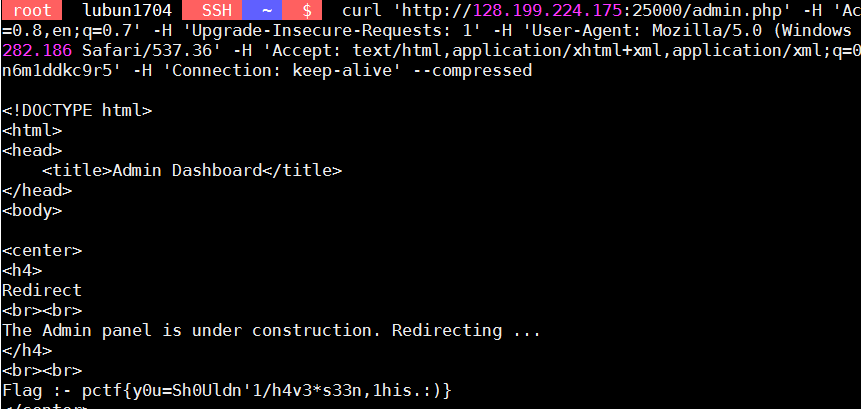 root lubun1704 SSH ~ $ curl 'http://128.199.224.175:25000/admin.php' -H 'Ac
=0.8,en;q=0.7' -H 'Upgrade-Insecure-Requests: 1' -H 'User-Agent: Mozilla/5.0 (Windows
282.186 Safari/537.36' -H 'Accept: text/html,application/xhtml+xml,application/xml;q=0
n6m1ddkc9r5' -H 'Connection: keep-alive' --compressed
<!DOCTYPE html>
<html>
<head>
<title>Admin Dashboard</title>
</head>
<body>
<center>
<h4>
Redirect
<br><br>
The Admin panel is under construction. Redirecting ...
</h4>
<br><br>
Flag :- pctf{y0u=Sh0Uldn'1/h4v3*s33n,1his.:)}
</center>